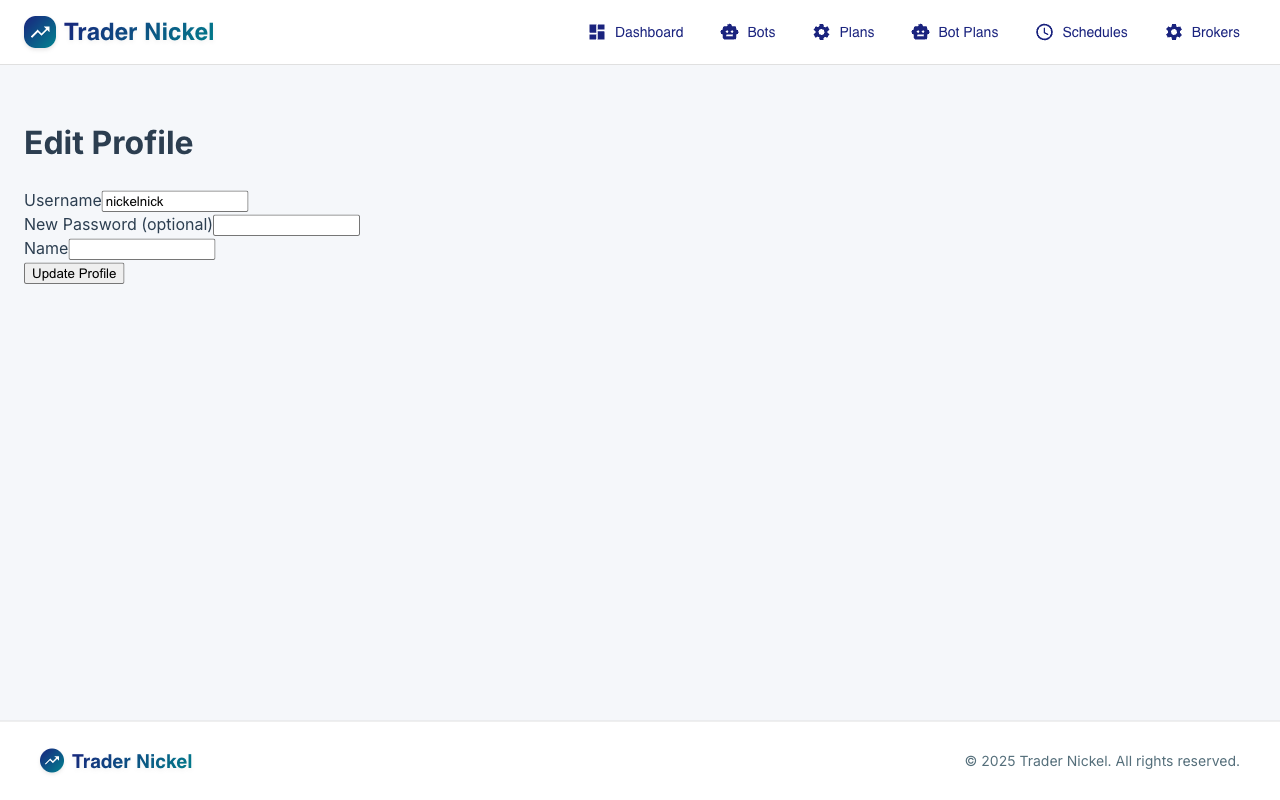 Trader Nickel Dashboard Bots Plans Bot Plans Schedules Brokers
Edit Profile
Username nickelnick
New Password (optional)
Name
Update Profile
Trader Nickel © 2025 Trader Nickel. All rights reserved.